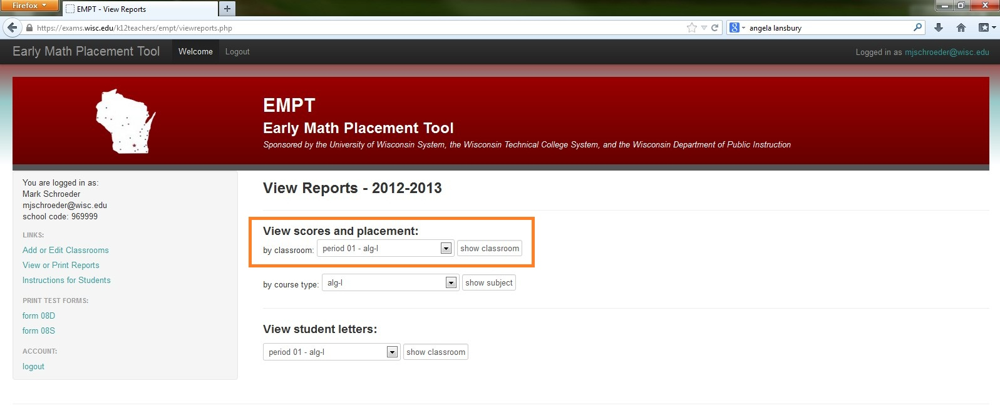 Firefox
EMPT - View Reports
https://exams.wisc.edu/k12teachers/empt/viewreports.php
8
angela lansbury
Early Math Placement Tool Welcome Logout
Logged in as mjschroeder@wisc.edu
EMPT
Early Math Placement Tool
Sponsored by the University of Wisconsin System, the Wisconsin Technical College System, and the Wisconsin Department of Public Instruction
You are logged in as:
Mark Schroeder
mjschroeder@wisc.edu
school code: 969999
LINKS:
Add or Edit Classrooms
View or Print Reports
Instructions for Students
PRINT TEST FORMS:
form 08D
form 08S
ACCOUNT:
logout
View Reports - 2012-2013
View scores and placement:
by classroom: period 01 - alg-I show classroom
by course type: alg-I show subject
View student letters:
period 01 - alg-I show classroom